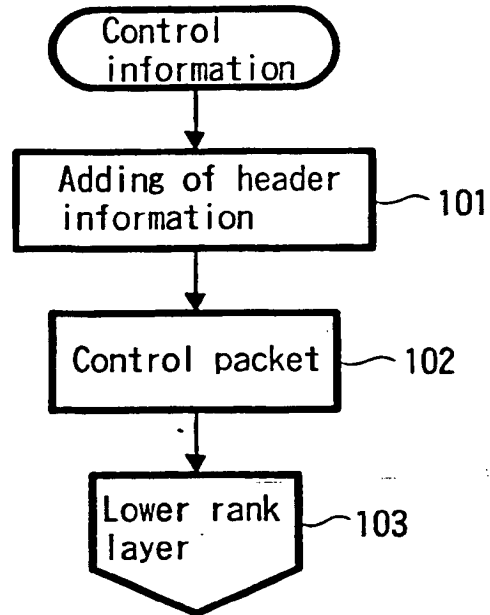 Control
information
Adding of header
information
101
Control packet
102
Lower rank
layer
103